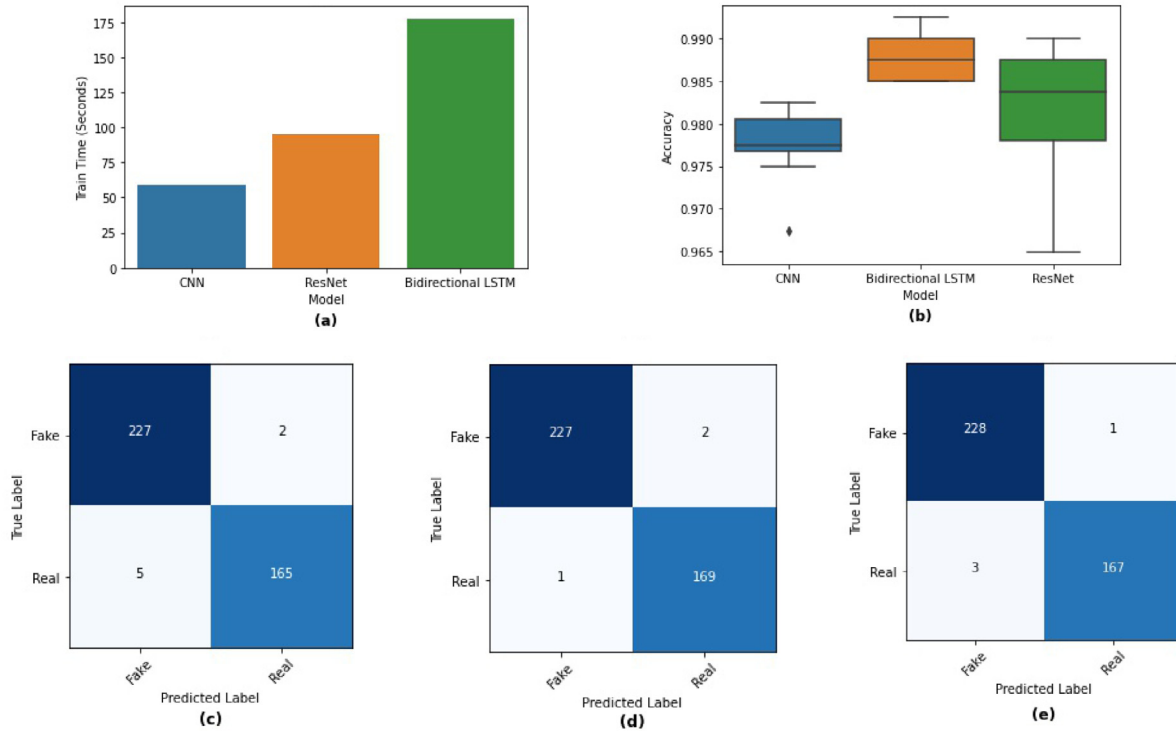 175
150
125
100
75
50
25
0
Train Time (Seconds)
CNN ResNet Bidirectional LSTM
Model
(a)
0.990
0.985
0.980
0.975
0.970
0.965
Accuracy
CNN Bidirectional LSTM ResNet
Model
(b)
True Label
Fake 227 2
Real 5 165
Fake Real
Predicted Label
(c)
True Label
Fake 227 2
Real 1 169
Fake Real
Predicted Label
(d)
True Label
Fake 228 1
Real 3 167
Fake Real
Predicted Label
(e)